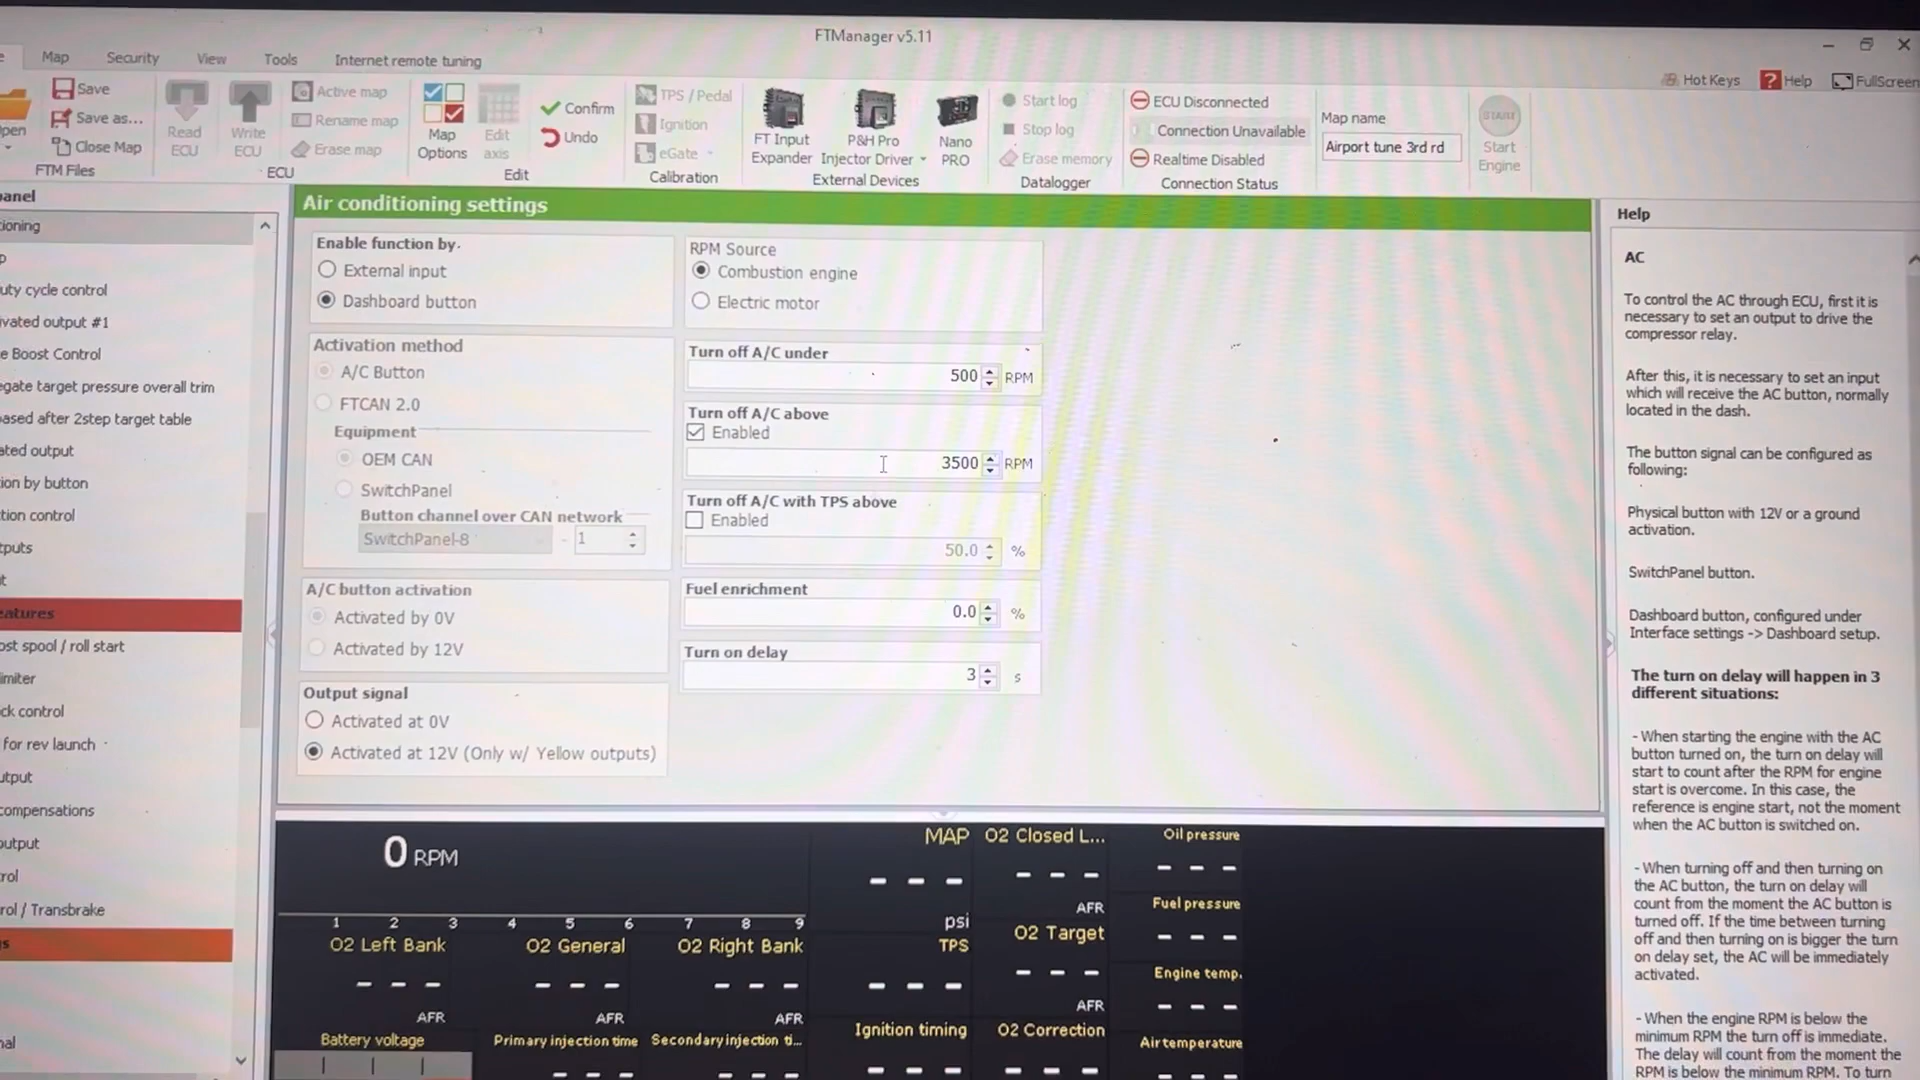 FTManager v5.11
Map Security View Tools Internet remote tuning
Hot Keys Help FullScreen
Save
Save as...
Close Map
FTM Files
Read ECU
Write ECU
Active map
Rename map
Erase map
ECU
Map Options
Edit axis
Confirm
Undo
Edit
TPS / Pedal
Ignition
eGate
Calibration
FT Input Expander
P&H Pro Injector Driver
Nano PRO
External Devices
Start log
Stop log
Erase memory
Datalogger
ECU Disconnected
Connection Unavailable
Realtime Disabled
Connection Status
Map name
Airport tune 3rd rd
START
Start Engine
anel
ioning
p
uty cycle control
ivated output #1
e Boost Control
egate target pressure overall trim
ased after 2step target table
ated output
ion by button
tion control
tputs
t
eatures
ost spool / roll start
imiter
ck control
for rev launch
utput
compensations
output
rol
rol / Transbrake
s
nal
Air conditioning settings
Enable function by:
External input
Dashboard button
Activation method
A/C Button
FTCAN 2.0
Equipment
OEM CAN
SwitchPanel
Button channel over CAN network
SwitchPanel-8 - 1
A/C button activation
Activated by 0V
Activated by 12V
Output signal
Activated at 0V
Activated at 12V (Only w/ Yellow outputs)
RPM Source
Combustion engine
Electric motor
Turn off A/C under
500 RPM
Turn off A/C above
Enabled
3500 RPM
Turn off A/C with TPS above
Enabled
50.0 %
Fuel enrichment
0.0 %
Turn on delay
3 s
Help
AC
To control the AC through ECU, first it is
necessary to set an output to drive the
compressor relay.
After this, it is necessary to set an input
which will receive the AC button, normally
located in the dash.
The button signal can be configured as
following:
Physical button with 12V or a ground
activation.
SwitchPanel button.
Dashboard button, configured under
Interface settings -> Dashboard setup.
The turn on delay will happen in 3
different situations:
- When starting the engine with the AC
button turned on, the turn on delay will
start to count after the RPM for engine
start is overcome. In this case, the
reference is engine start, not the moment
when the AC button is switched on.
- When turning off and then turning on
the AC button, the turn on delay will
count from the moment the AC button is
turned off. If the time between turning
off and then turning on is bigger the turn
on delay set, the AC will be immediately
activated.
- When the engine RPM is below the
minimum RPM the turn off is immediate.
The delay will count from the moment the
RPM is below the minimum RPM. To turn
0 RPM
1 2 3 4 5 6 7 8 9
O2 Left Bank
--- AFR
O2 General
--- AFR
O2 Right Bank
--- AFR
MAP
--- psi
TPS
---
Ignition timing
---
O2 Closed L...
--- AFR
O2 Target
--- AFR
O2 Correction
---
Oil pressure
---
Fuel pressure
---
Engine temp.
---
Air temperature
---
Battery voltage
Primary injection time
---
Secondary injection ti...
---